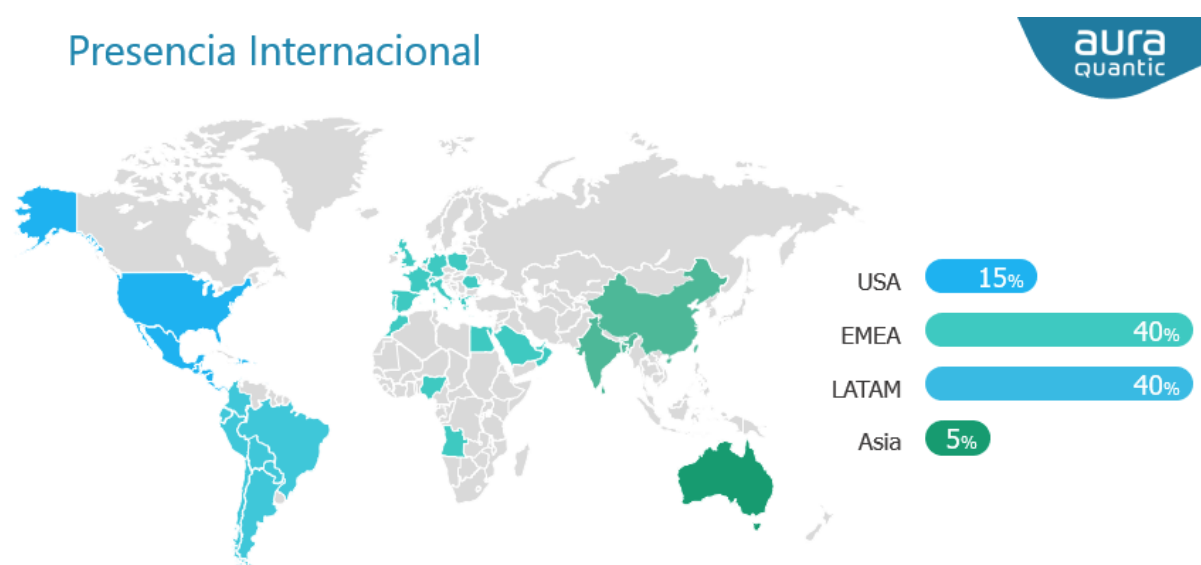 Presencia Internacional
aura
quantic
USA 15%
EMEA 40%
LATAM 40%
Asia 5%